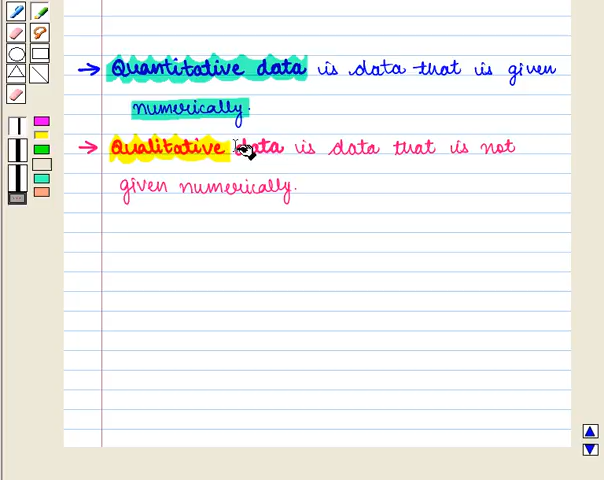 → Quantitative data is data that is given
numerically.
→ Qualitative data is data that is not
given numerically.